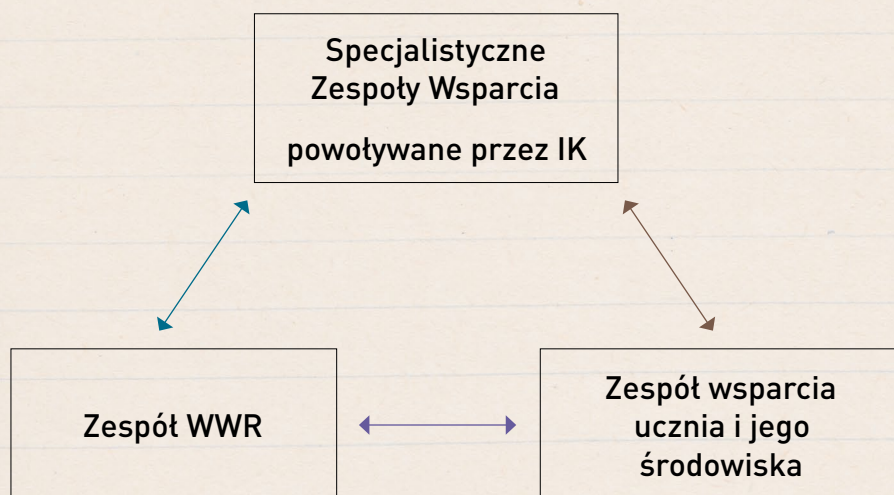 Specjalistyczne
Zespoły Wsparcia
powoływane przez IK
Zespół WWR
Zespół wsparcia
ucznia i jego
środowiska